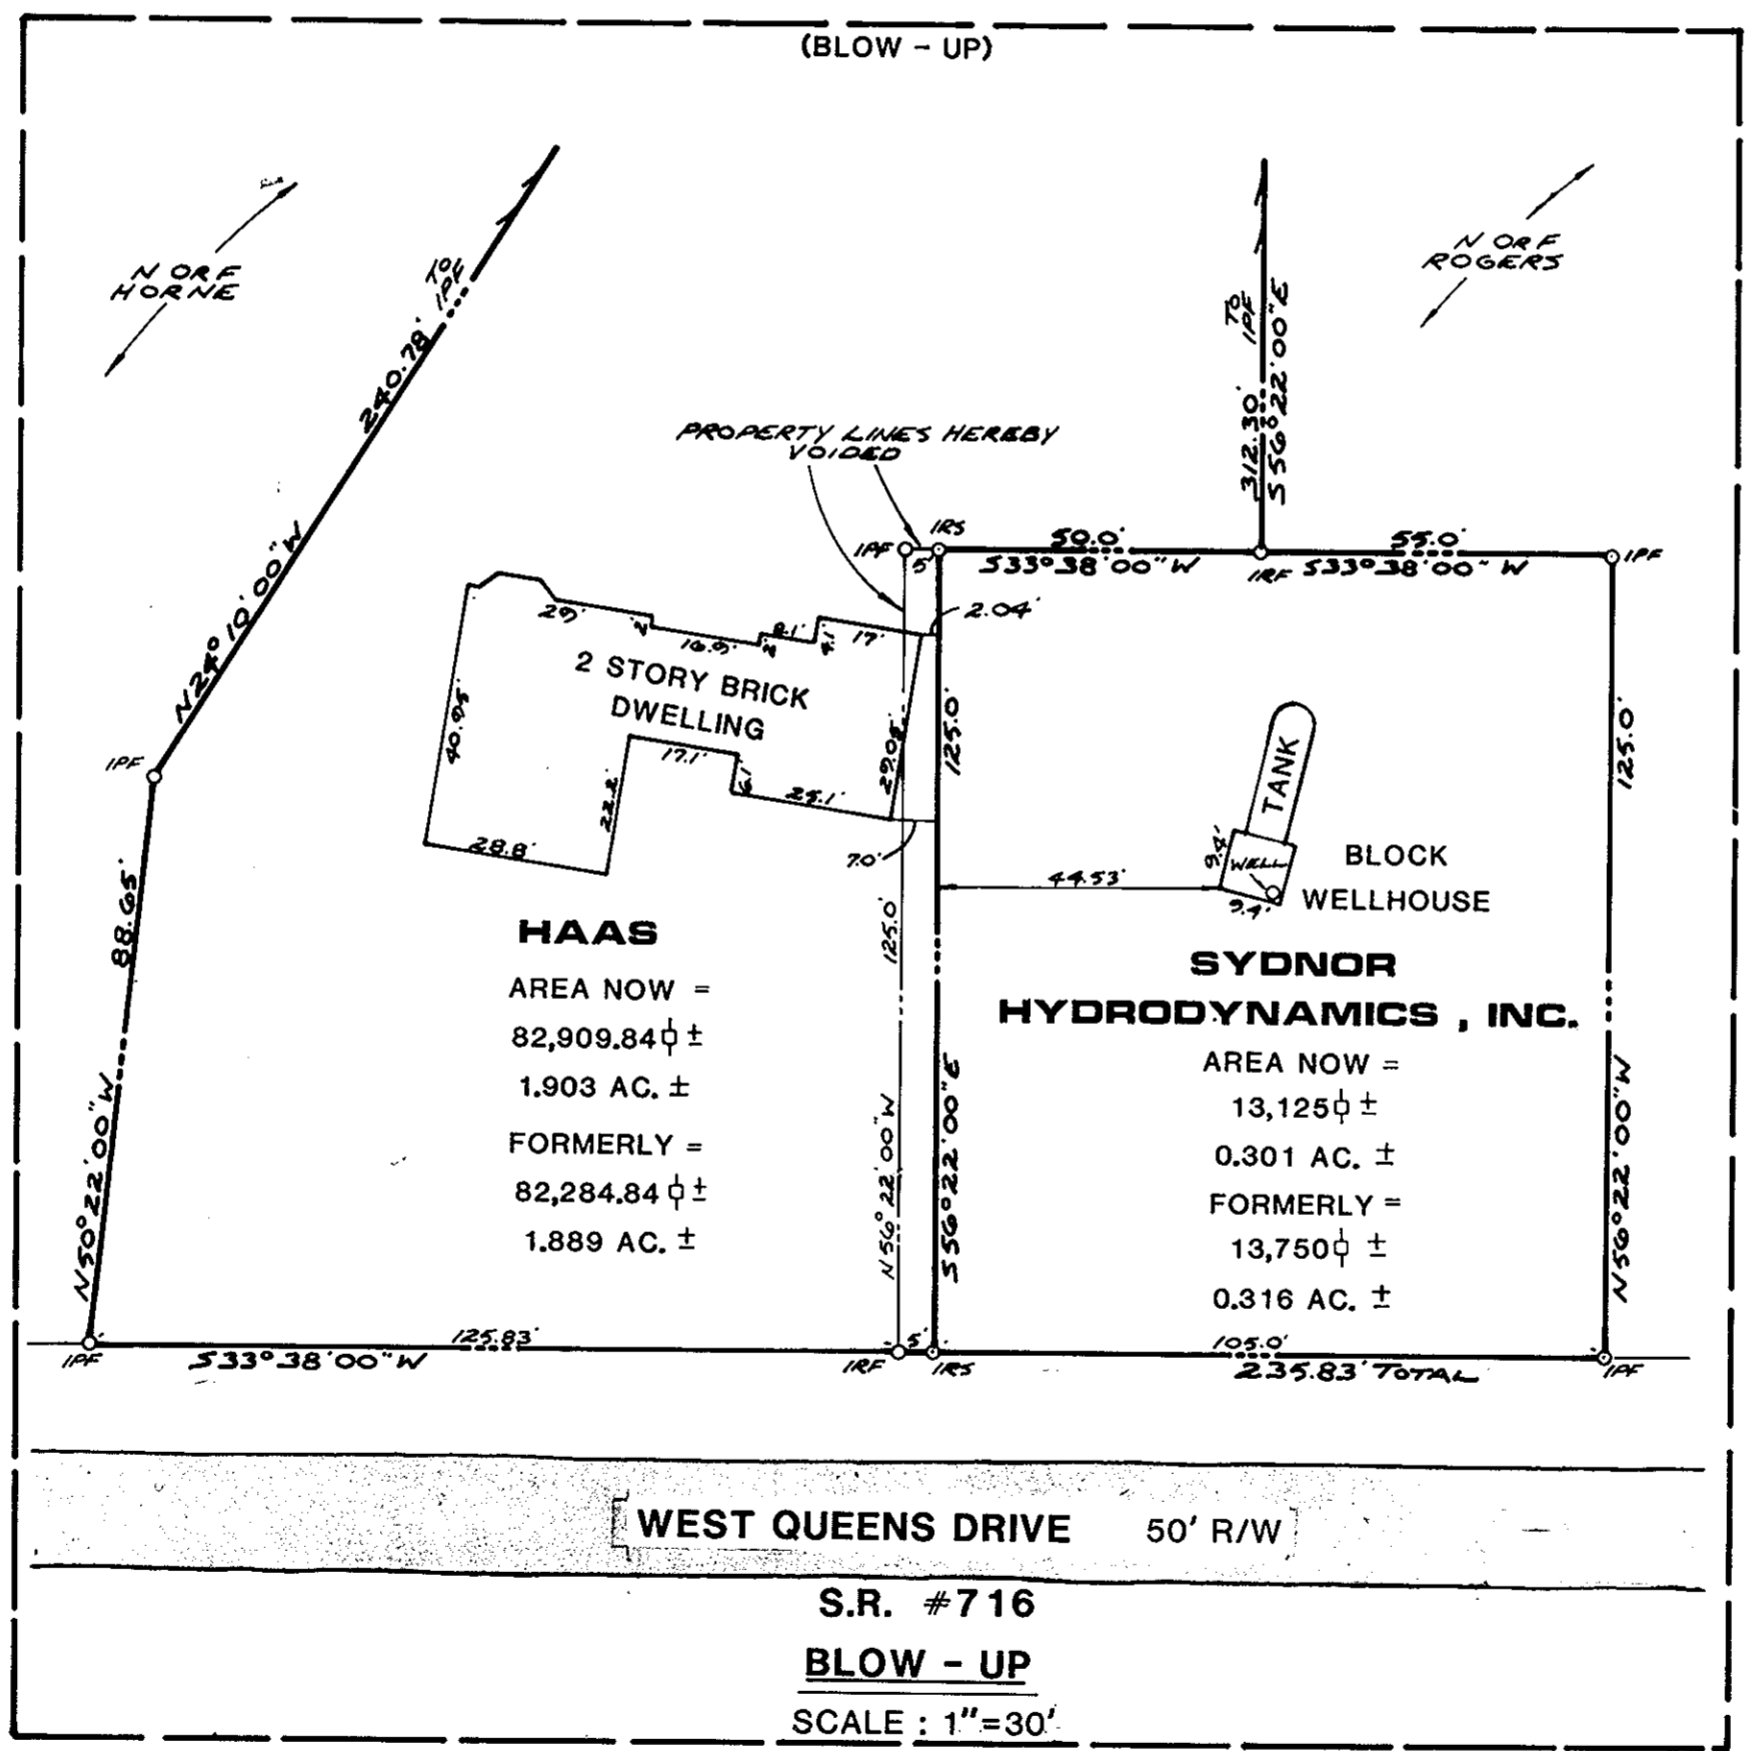 (BLOW - UP)
N OR F
HORNE
N OR F
ROGERS
TO
IPF
240.78'
N24°10'00"W
TO
IPF
312.30'
S56°22'00"E
PROPERTY LINES HEREBY
VOIDED
IPF
5'
IRS
50.0'
S33°38'00"W
IRF
55.0'
S33°38'00"W
IPF
2.04'
29'
2'
16.9'
2'
8.1'
4.1'
17'
2 STORY BRICK
DWELLING
40.95'
29.05'
17.1'
6.1'
25.1'
22.2'
28.8'
7.0'
125.0'
125.0'
TANK
9.4'
WELL
9.4'
BLOCK
WELLHOUSE
44.53'
IPF
88.65'
N50°22'00"W
HAAS
AREA NOW =
82,909.84 ⏍ ±
1.903 AC. ±
FORMERLY =
82,284.84 ⏍ ±
1.889 AC. ±
125.0'
N56°22'00"W
S56°22'00"E
SYDNOR
HYDRODYNAMICS , INC.
AREA NOW =
13,125 ⏍ ±
0.301 AC. ±
FORMERLY =
13,750 ⏍ ±
0.316 AC. ±
N56°22'00"W
IPF
125.83'
S33°38'00"W
IRF
5'
IRS
105.0'
235.83' TOTAL
IPF
WEST QUEENS DRIVE 50' R/W
S.R. #716
BLOW - UP
SCALE : 1"=30'